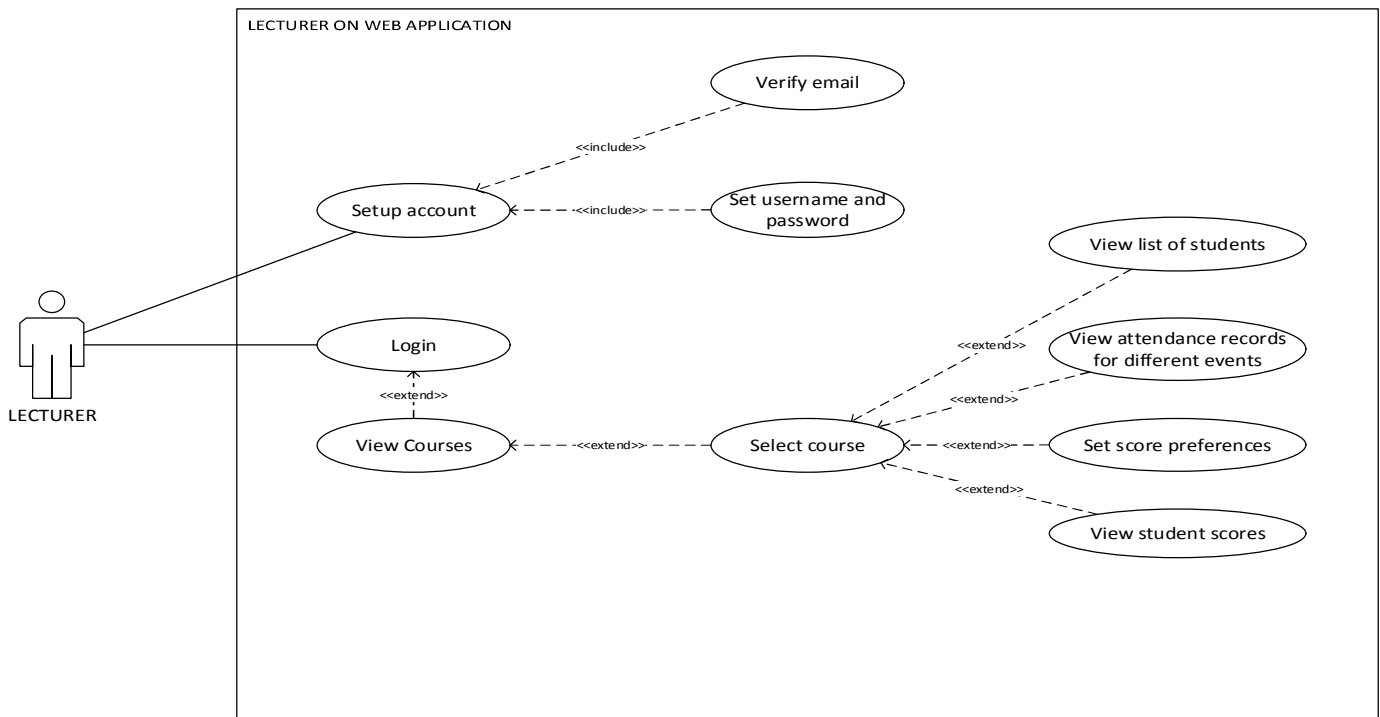 LECTURER ON WEB APPLICATION
Verify email
<<include>>
Setup account
<<include>>
Set username and
password
View list of students
Login
<<extend>>
View attendance records
for different events
<<extend>>
<<extend>>
LECTURER
View Courses
<<extend>>
Select course
<<extend>>
Set score preferences
<<extend>>
View student scores